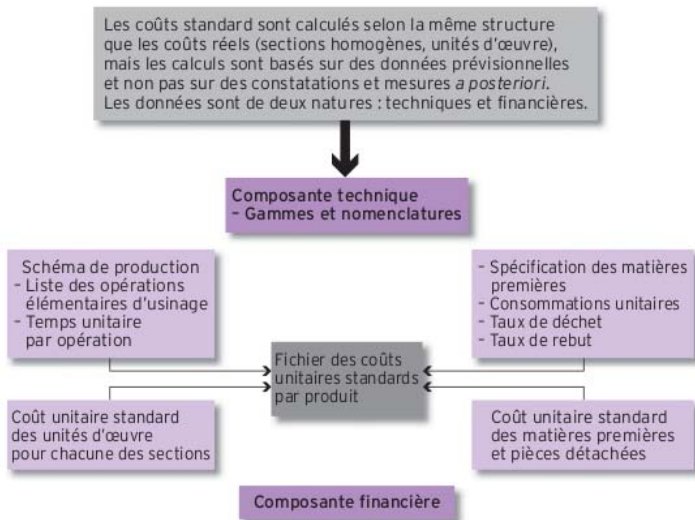 Les coûts standard sont calculés selon la même structure
que les coûts réels (sections homogènes, unités d'œuvre),
mais les calculs sont basés sur des données prévisionnelles
et non pas sur des constatations et mesures a posteriori.
Les données sont de deux natures : techniques et financières.
Composante technique
– Gammes et nomenclatures
Schéma de production
– Liste des opérations
élémentaires d'usinage
– Temps unitaire
par opération
– Spécification des matières
premières
– Consommations unitaires
– Taux de déchet
– Taux de rebut
Fichier des coûts
unitaires standards
par produit
Coût unitaire standard
des unités d'œuvre
pour chacune des sections
Coût unitaire standard
des matières premières
et pièces détachées
Composante financière